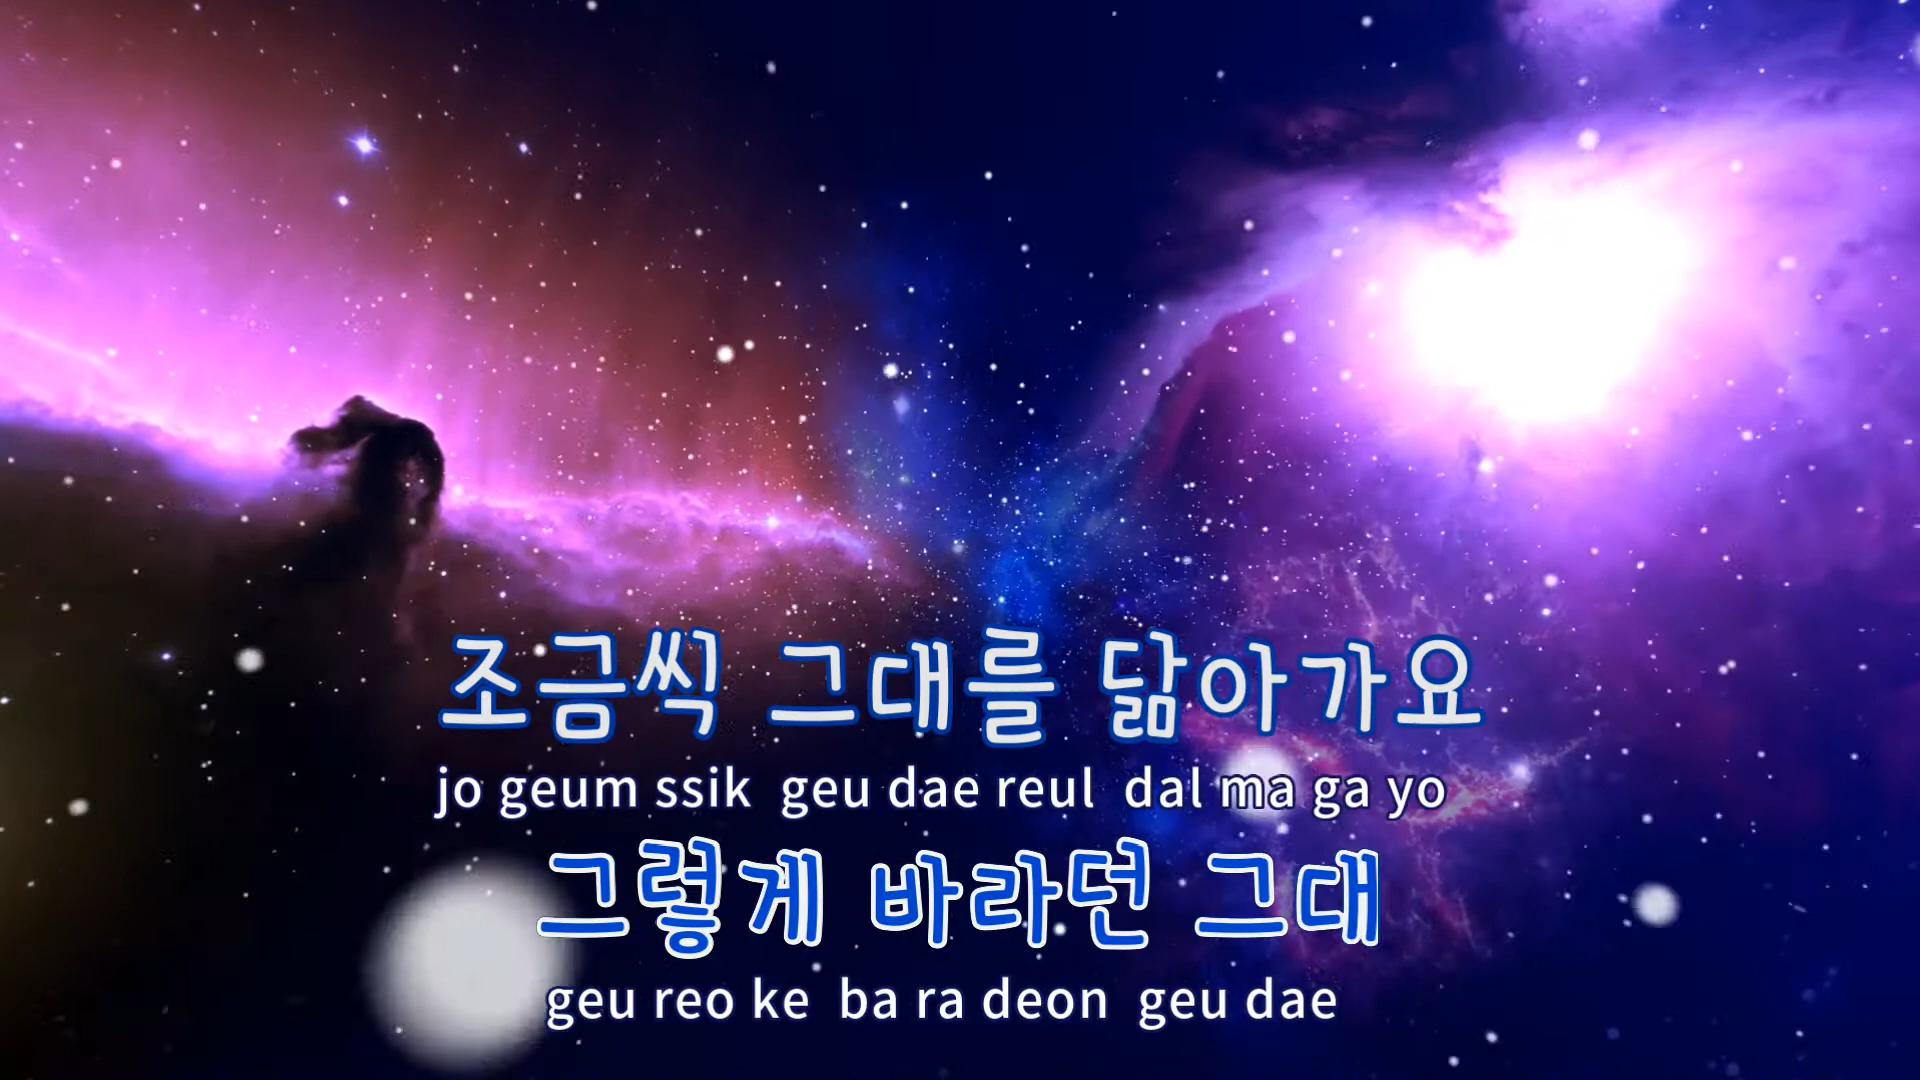 조금씩 그대를 닮아가요
jo geum ssik geu dae reul dal ma ga yo
그렇게 바라던 그대
geu reo ke ba ra deon geu dae